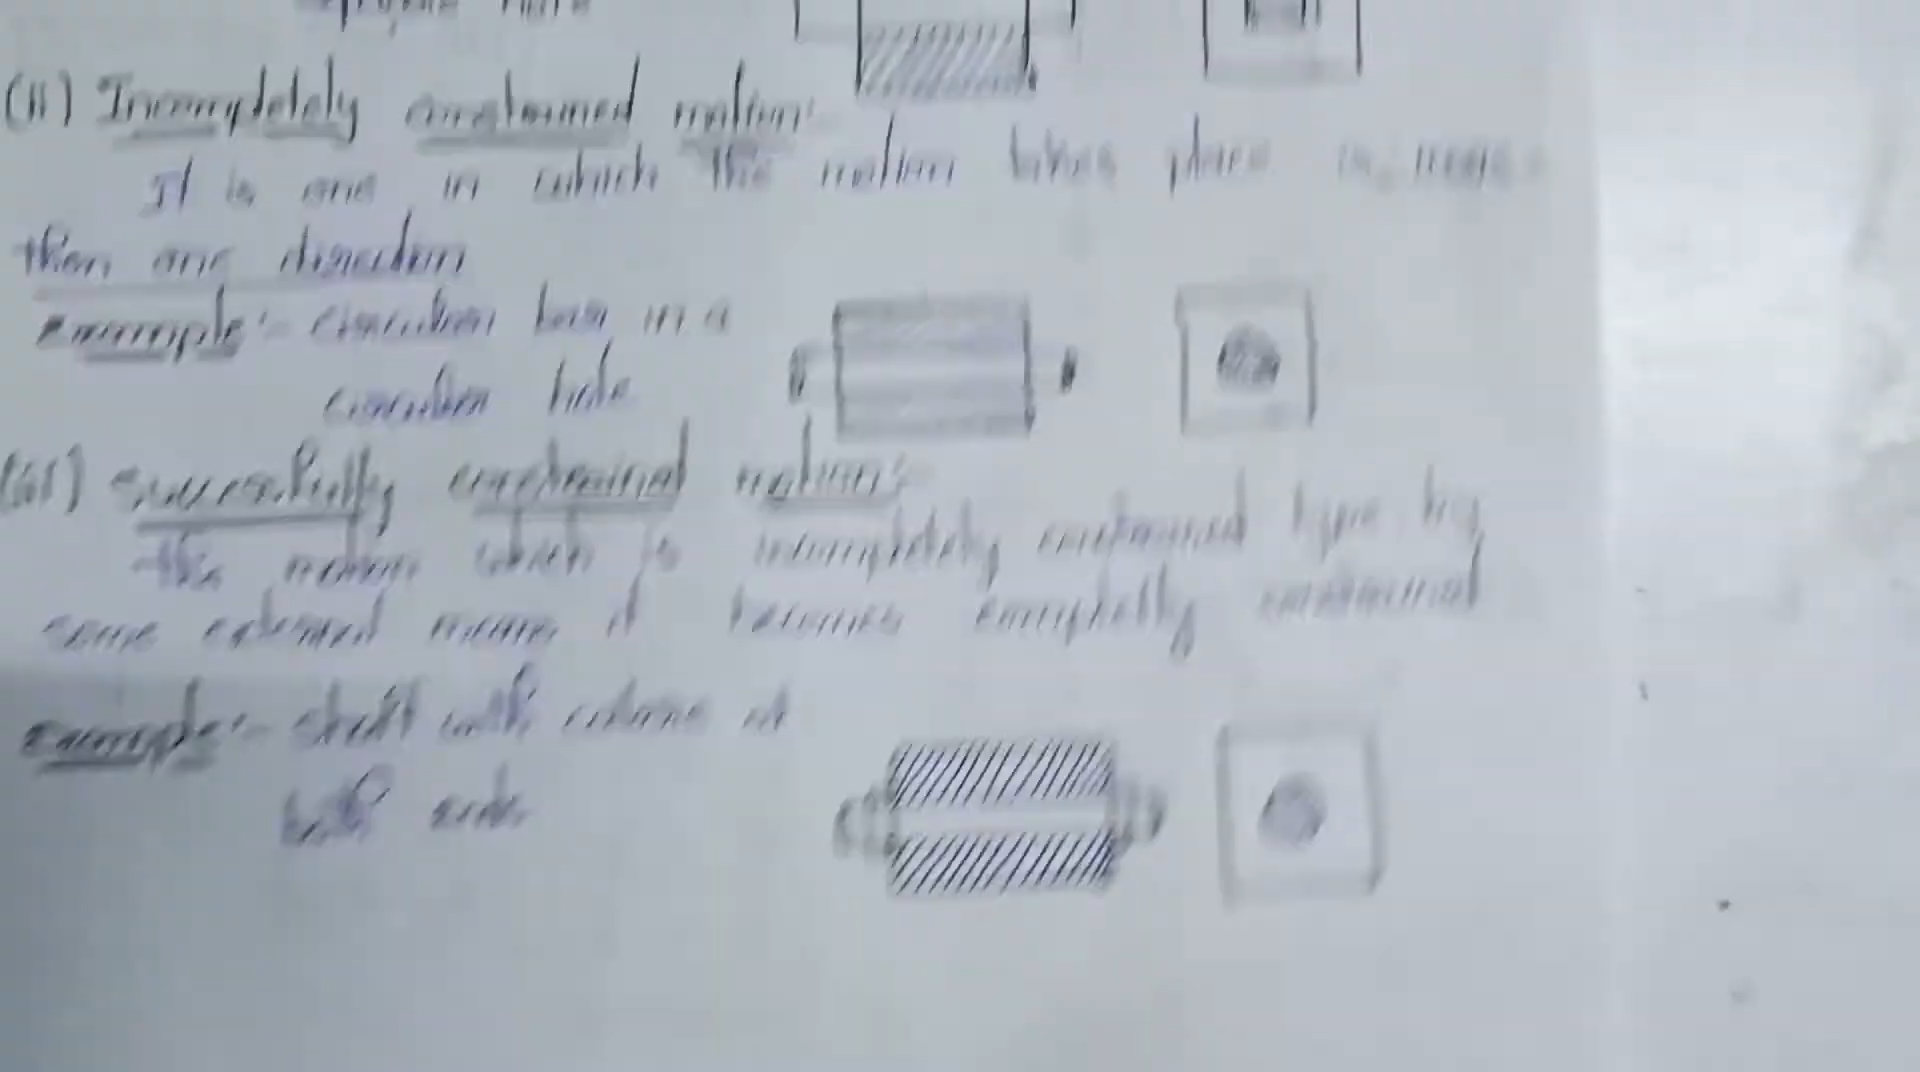 square hole
(ii) Incompletely constrained motion:-
It is one in which the motion takes place in more
than one direction
Example:- circular bar in a
circular hole
(iii) Successfully constrained motion:-
the motion which is incompletely constrained type by
some external means it becomes completely constrained
Example:- shaft with collars at
both ends